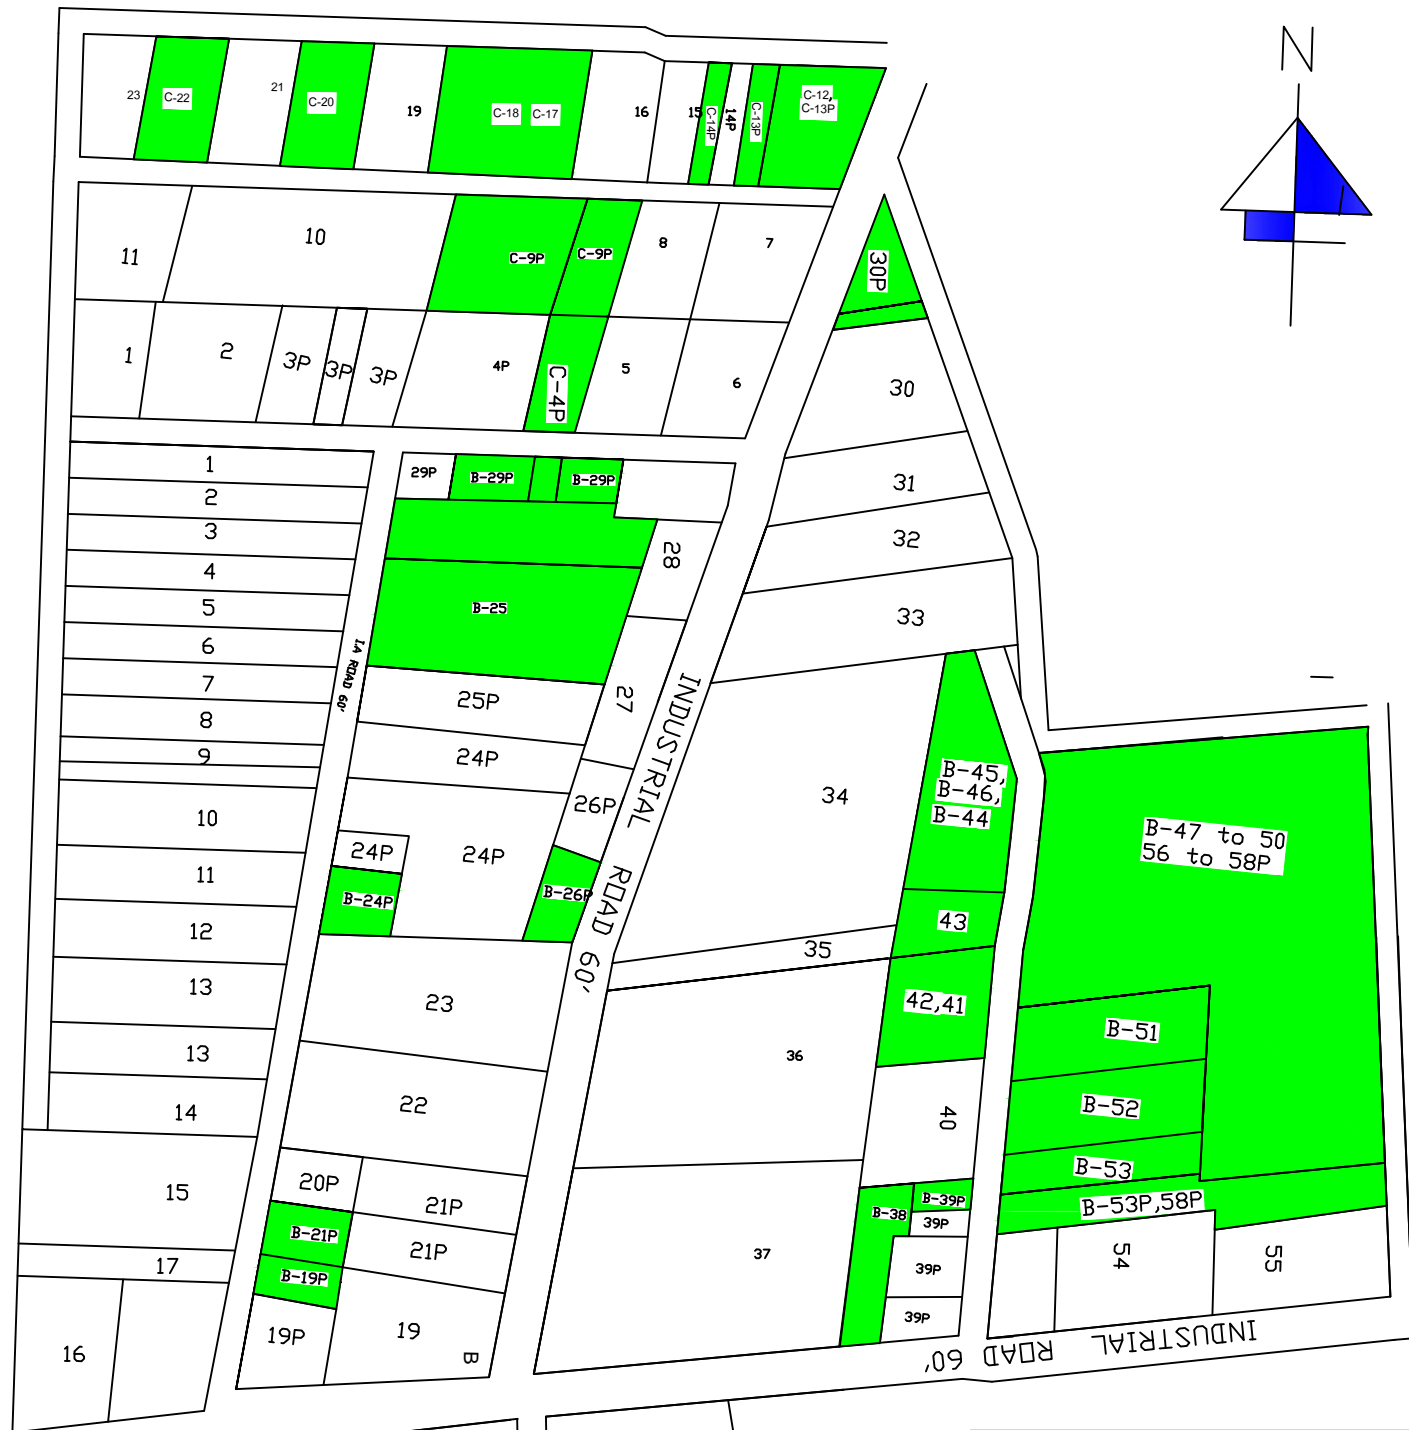 N
23
C-22
21
C-20
19
C-18
C-17
16
15
C-14P
14P
C-13P
C-12,
C-13P
11
10
C-9P
C-9P
8
7
30P
1
2
3P
3P
3P
4P
C-4P
5
6
30
1
2
3
4
5
6
7
8
9
10
11
12
13
13
14
15
17
16
29P
B-29P
B-29P
28
B-25
I.A ROAD 60'
25P
27
24P
26P
24P
24P
B-24P
B-26P
INDUSTRIAL ROAD 60'
23
22
20P
21P
B-21P
21P
B-19P
19P
19
B
31
32
33
34
35
36
37
B-45,
B-46,
B-44
43
42,41
40
B-38
B-39P
39P
39P
39P
B-47 to 50
56 to 58P
B-51
B-52
B-53
B-53P,58P
54
55
INDUSTRIAL ROAD 60'